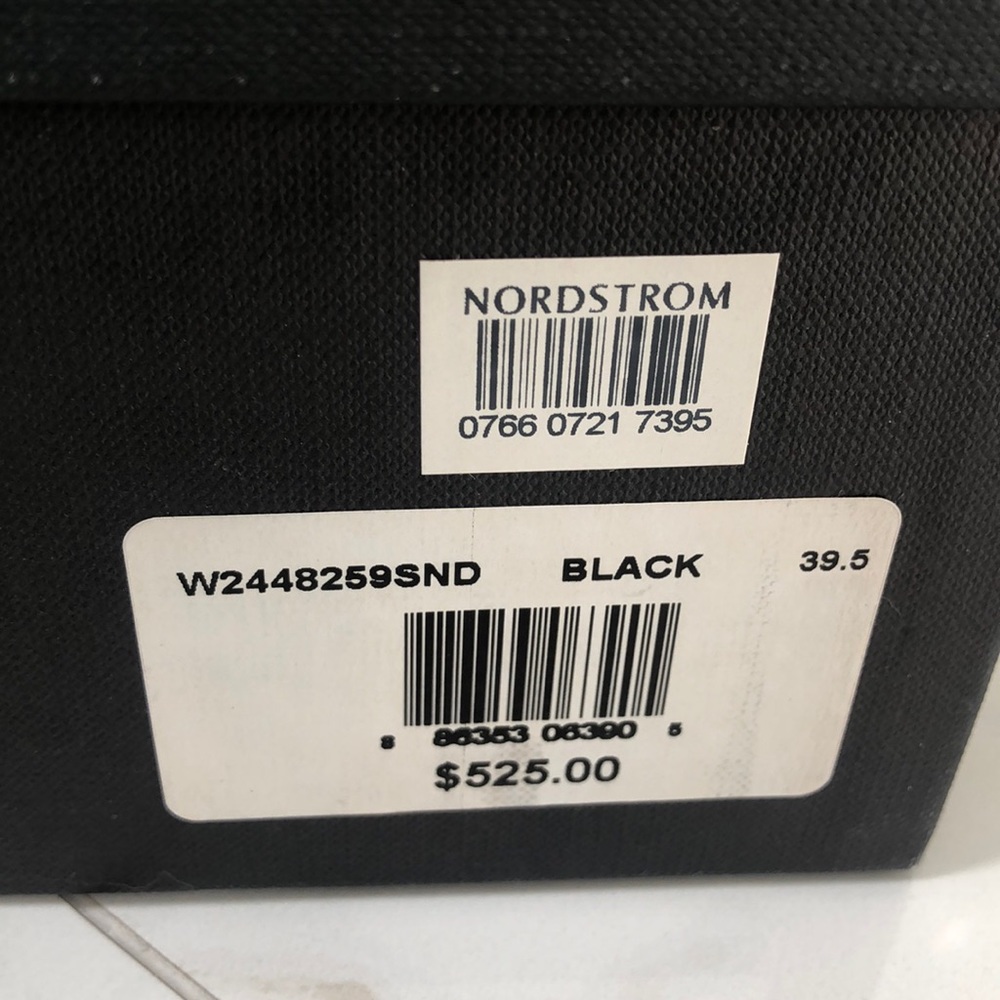 NORDSTROM
0766 0721 7395
W2448259SND BLACK 39.5
8 86353 06390 5
$525.00